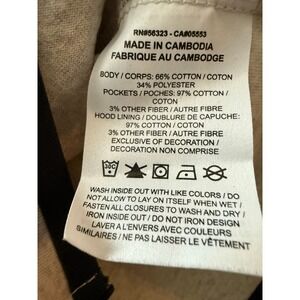 RN#56323 - CA#05553
MADE IN CAMBODIA
FABRIQUE AU CAMBODGE
BODY / CORPS: 66% COTTON / COTON
34% POLYESTER
POCKETS / POCHES: 97% COTTON /
COTON
3% OTHER FIBER / AUTRE FIBRE
HOOD LINING / DOUBLURE DE CAPUCHE:
97% COTTON / COTON
3% OTHER FIBER / AUTRE FIBRE
EXCLUSIVE OF DECORATION /
DECORATION NON COMPRISE
30C
WASH INSIDE OUT WITH LIKE COLORS / DO
NOT ALLOW TO LAY ON ITSELF WHEN WET /
FASTEN ALL CLOSURES TO WASH AND DRY /
IRON INSIDE OUT / DO NOT IRON DESIGN
LAVER A L'ENVERS AVEC COULEURS
SIMILAIRES / NE PAS LAISSER LE VÊTEMENT